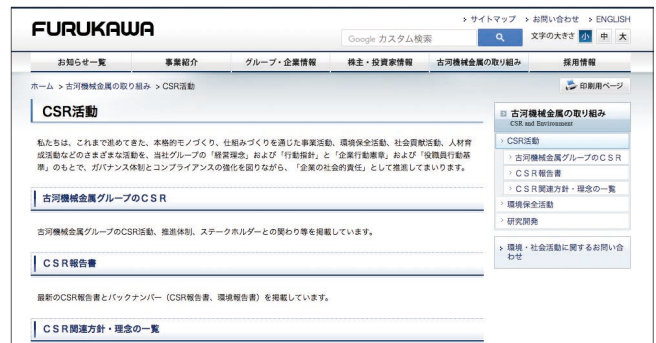 FURUKAWA
› サイトマップ › お問い合わせ › ENGLISH
Google カスタム検索
文字の大きさ 小 中 大
お知らせ一覧 事業紹介 グループ・企業情報 株主・投資家情報 古河機械金属の取り組み 採用情報
ホーム > 古河機械金属の取り組み > CSR活動
印刷用ページ
CSR活動
私たちは、これまで進めてきた、本格的モノづくり、仕組みづくりを通じた事業活動、環境保全活動、社会貢献活動、人材育
成活動などのさまざまな活動を、当社グループの「経営理念」および「行動指針」と「企業行動憲章」および「役職員行動基
準」のもとで、ガバナンス体制とコンプライアンスの強化を図りながら、「企業の社会的責任」として推進してまいります。
古河機械金属グループのＣＳＲ
古河機械金属グループのCSR活動、推進体制、ステークホルダーとの関わり等を掲載しています。
ＣＳＲ報告書
最新のCSR報告書とバックナンバー（CSR報告書、環境報告書）を掲載しています。
ＣＳＲ関連方針・理念の一覧
古河機械金属の取り組み
CSR and Environment
CSR活動
古河機械金属グループのＣＳＲ
ＣＳＲ報告書
ＣＳＲ関連方針・理念の一覧
環境保全活動
研究開発
環境・社会活動に関するお問い合
わせ